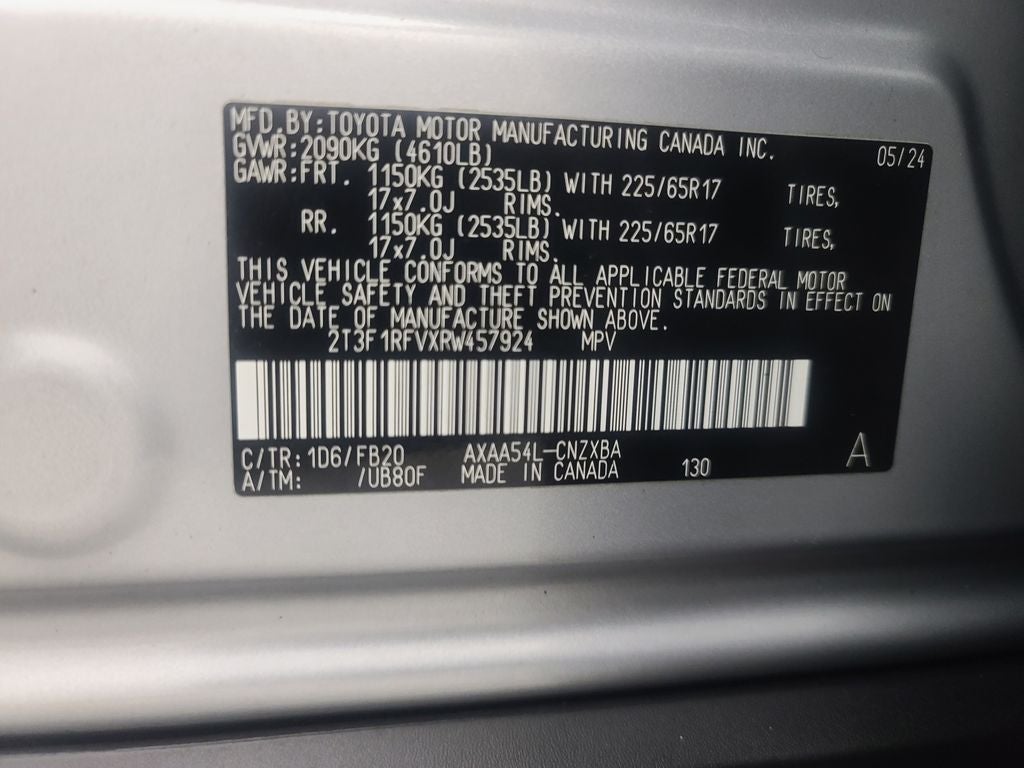 MFD.BY:TOYOTA MOTOR MANUFACTURING CANADA INC. 05/24
GVWR:2090KG (4610LB)
GAWR:FRT. 1150KG (2535LB) WITH 225/65R17 TIRES,
17x7.0J RIMS.
RR. 1150KG (2535LB) WITH 225/65R17 TIRES,
17x7.0J RIMS.
THIS VEHICLE CONFORMS TO ALL APPLICABLE FEDERAL MOTOR
VEHICLE SAFETY AND THEFT PREVENTION STANDARDS IN EFFECT ON
THE DATE OF MANUFACTURE SHOWN ABOVE.
2T3F1RFVXRW457924 MPV
C/TR:1D6/FB20 AXAA54L-CNZXBA
A/TM: /UB80F MADE IN CANADA 130 A